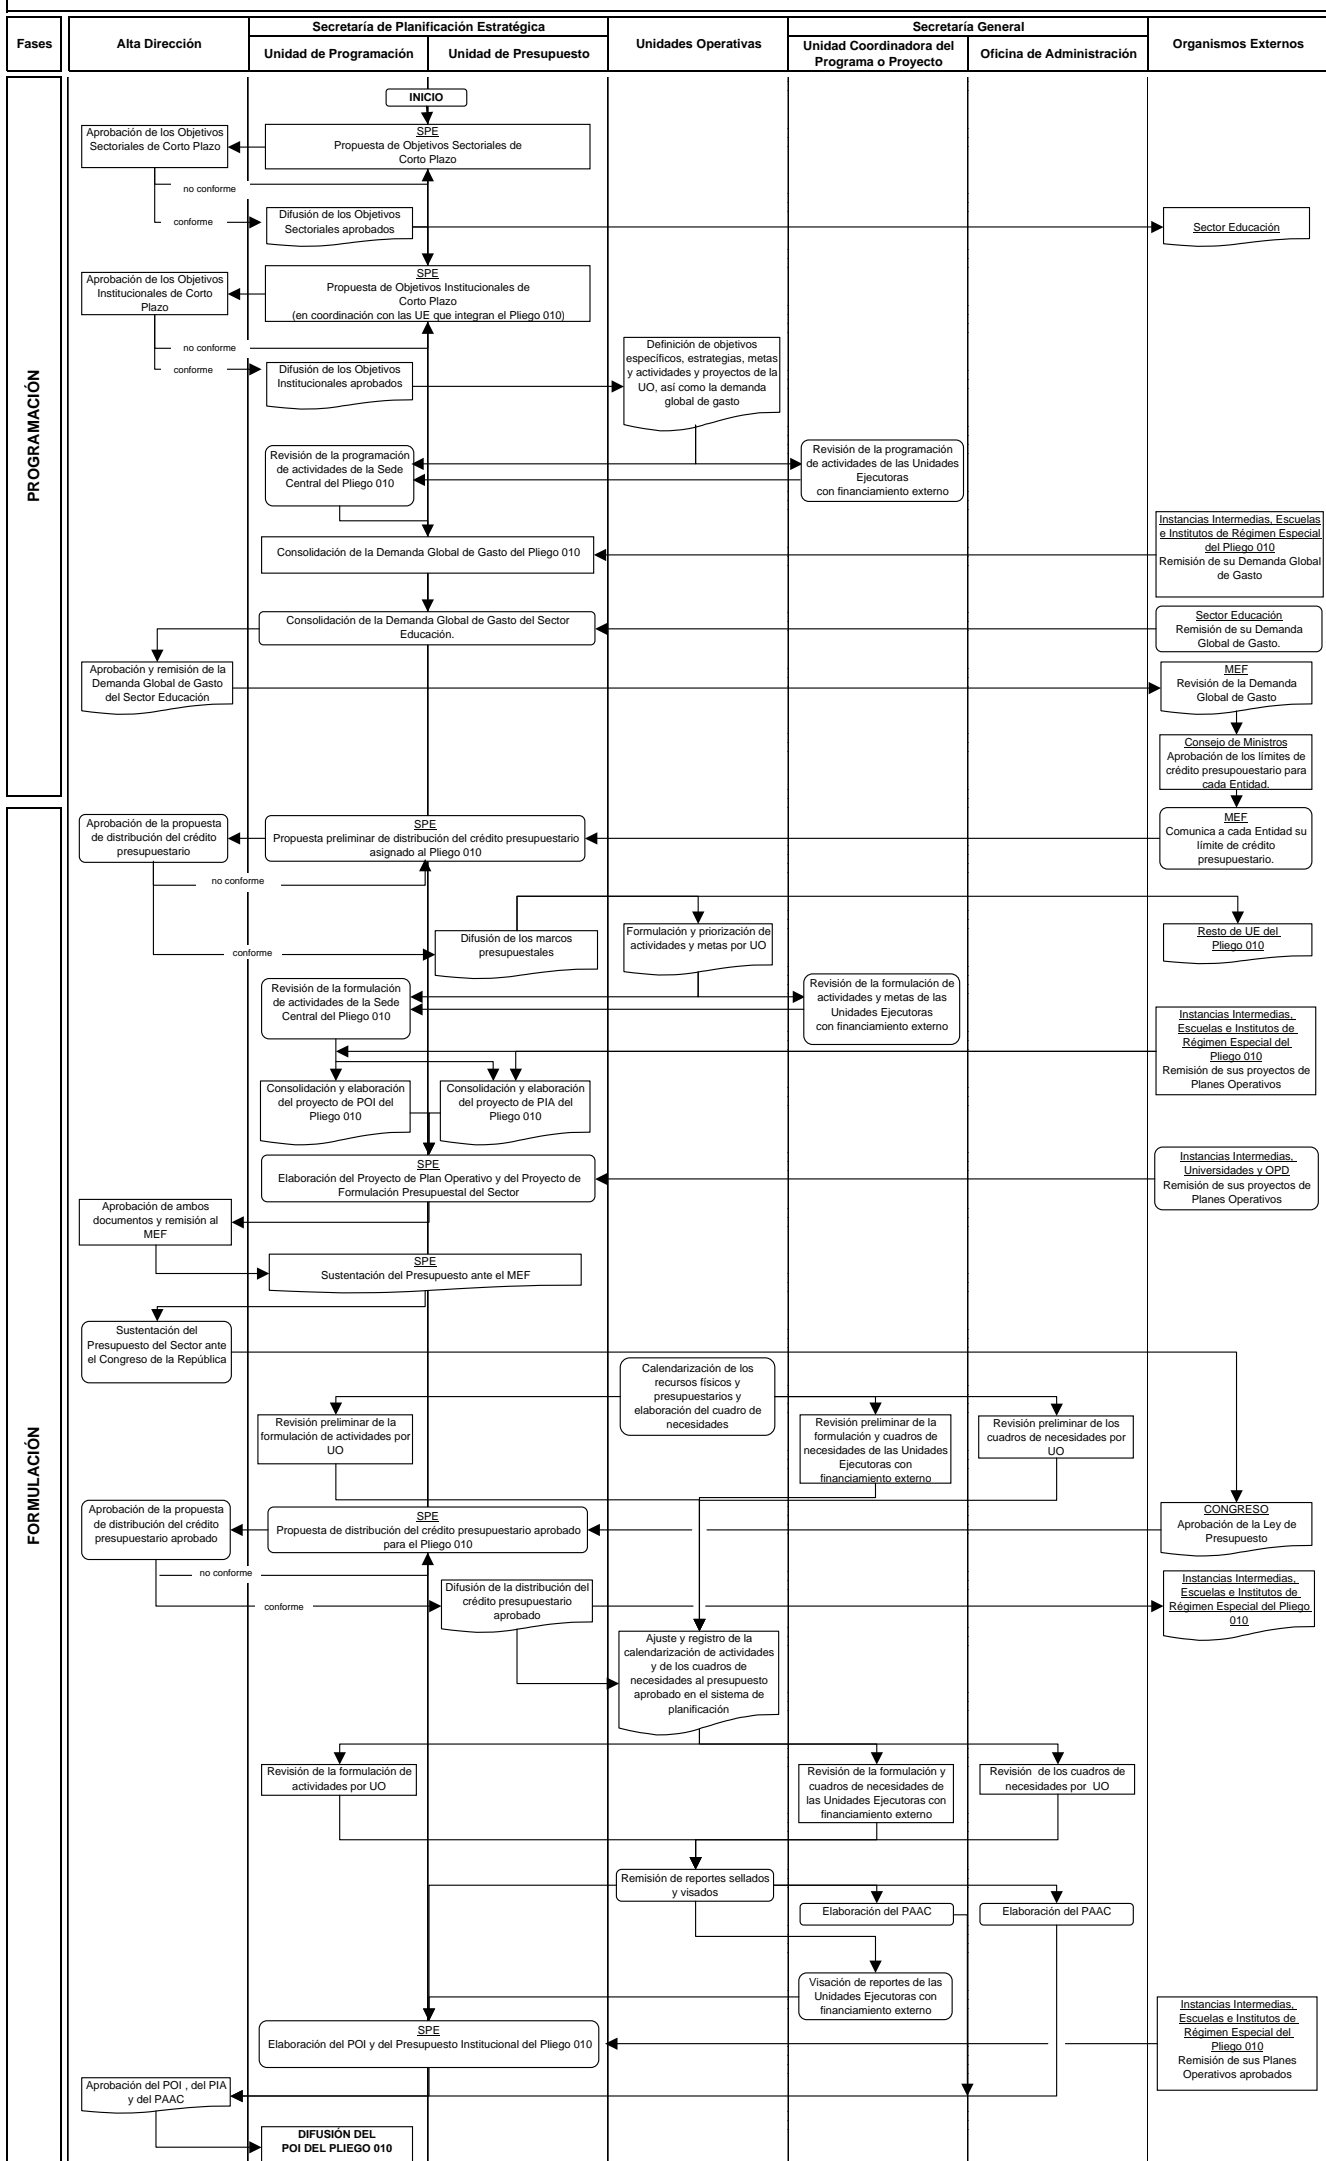 Fases
Alta Dirección
Secretaría de Planificación Estratégica
Unidad de Programación
Unidad de Presupuesto
Unidades Operativas
Secretaría General
Unidad Coordinadora del
Programa o Proyecto
Oficina de Administración
Organismos Externos
PROGRAMACIÓN
INICIO
Aprobación de los Objetivos
Sectoriales de Corto Plazo
SPE
Propuesta de Objetivos Sectoriales de
Corto Plazo
no conforme
conforme
Difusión de los Objetivos
Sectoriales aprobados
Sector Educación
Aprobación de los Objetivos
Institucionales de Corto
Plazo
SPE
Propuesta de Objetivos Institucionales de
Corto Plazo
(en coordinación con las UE que integran el Pliego 010)
no conforme
conforme
Difusión de los Objetivos
Institucionales aprobados
Definición de objetivos
específicos, estrategias, metas
y actividades y proyectos de la
UO, así como la demanda
global de gasto
Revisión de la programación
de actividades de la Sede
Central del Pliego 010
Revisión de la programación
de actividades de las Unidades
Ejecutoras
con financiamiento externo
Consolidación de la Demanda Global de Gasto del Pliego 010
Instancias Intermedias, Escuelas
e Institutos de Régimen Especial
del Pliego 010
Remisión de su Demanda Global
de Gasto
Consolidación de la Demanda Global de Gasto del Sector
Educación.
Sector Educación
Remisión de su Demanda
Global de Gasto.
Aprobación y remisión de la
Demanda Global de Gasto
del Sector Educación
MEF
Revisión de la Demanda
Global de Gasto
Consejo de Ministros
Aprobación de los límites de
crédito presupouestario para
cada Entidad.
FORMULACIÓN
Aprobación de la propuesta
de distribución del crédito
presupuestario
SPE
Propuesta preliminar de distribución del crédito presupuestario
asignado al Pliego 010
MEF
Comunica a cada Entidad su
límite de crédito
presupuestario.
no conforme
conforme
Difusión de los marcos
presupuestales
Formulación y priorización de
actividades y metas por UO
Resto de UE del
Pliego 010
Revisión de la formulación
de actividades de la Sede
Central del Pliego 010
Revisión de la formulación de
actividades y metas de las
Unidades Ejecutoras
con financiamiento externo
Instancias Intermedias,
Escuelas e Institutos de
Régimen Especial del
Pliego 010
Remisión de sus proyectos de
Planes Operativos
Consolidación y elaboración
del proyecto de POI del
Pliego 010
Consolidación y elaboración
del proyecto de PIA del
Pliego 010
SPE
Elaboración del Proyecto de Plan Operativo y del Proyecto de
Formulación Presupuestal del Sector
Instancias Intermedias,
Universidades y OPD
Remisión de sus proyectos de
Planes Operativos
Aprobación de ambos
documentos y remisión al
MEF
SPE
Sustentación del Presupuesto ante el MEF
Sustentación del
Presupuesto del Sector ante
el Congreso de la República
Calendarización de los
recursos físicos y
presupuestarios y
elaboración del cuadro de
necesidades
Revisión preliminar de la
formulación de actividades por
UO
Revisión preliminar de la
formulación y cuadros de
necesidades de las Unidades
Ejecutoras con
financiamiento externo
Revisión preliminar de los
cuadros de necesidades por
UO
Aprobación de la propuesta
de distribución del crédito
presupuestario aprobado
SPE
Propuesta de distribución del crédito presupuestario aprobado
para el Pliego 010
CONGRESO
Aprobación de la Ley de
Presupuesto
no conforme
conforme
Difusión de la distribución del
crédito presupuestario
aprobado
Instancias Intermedias,
Escuelas e Institutos de
Régimen Especial del Pliego
010
Ajuste y registro de la
calendarización de actividades
y de los cuadros de
necesidades al presupuesto
aprobado en el sistema de
planificación
Revisión de la formulación de
actividades por UO
Revisión de la formulación y
cuadros de necesidades de
las Unidades Ejecutoras con
financiamiento externo
Revisión de los cuadros de
necesidades por UO
Remisión de reportes sellados
y visados
Elaboración del PAAC
Elaboración del PAAC
Visación de reportes de las
Unidades Ejecutoras con
financiamiento externo
SPE
Elaboración del POI y del Presupuesto Institucional del Pliego 010
Instancias Intermedias,
Escuelas e Institutos de
Régimen Especial del
Pliego 010
Remisión de sus Planes
Operativos aprobados
Aprobación del POI , del PIA
y del PAAC
DIFUSIÓN DEL
POI DEL PLIEGO 010